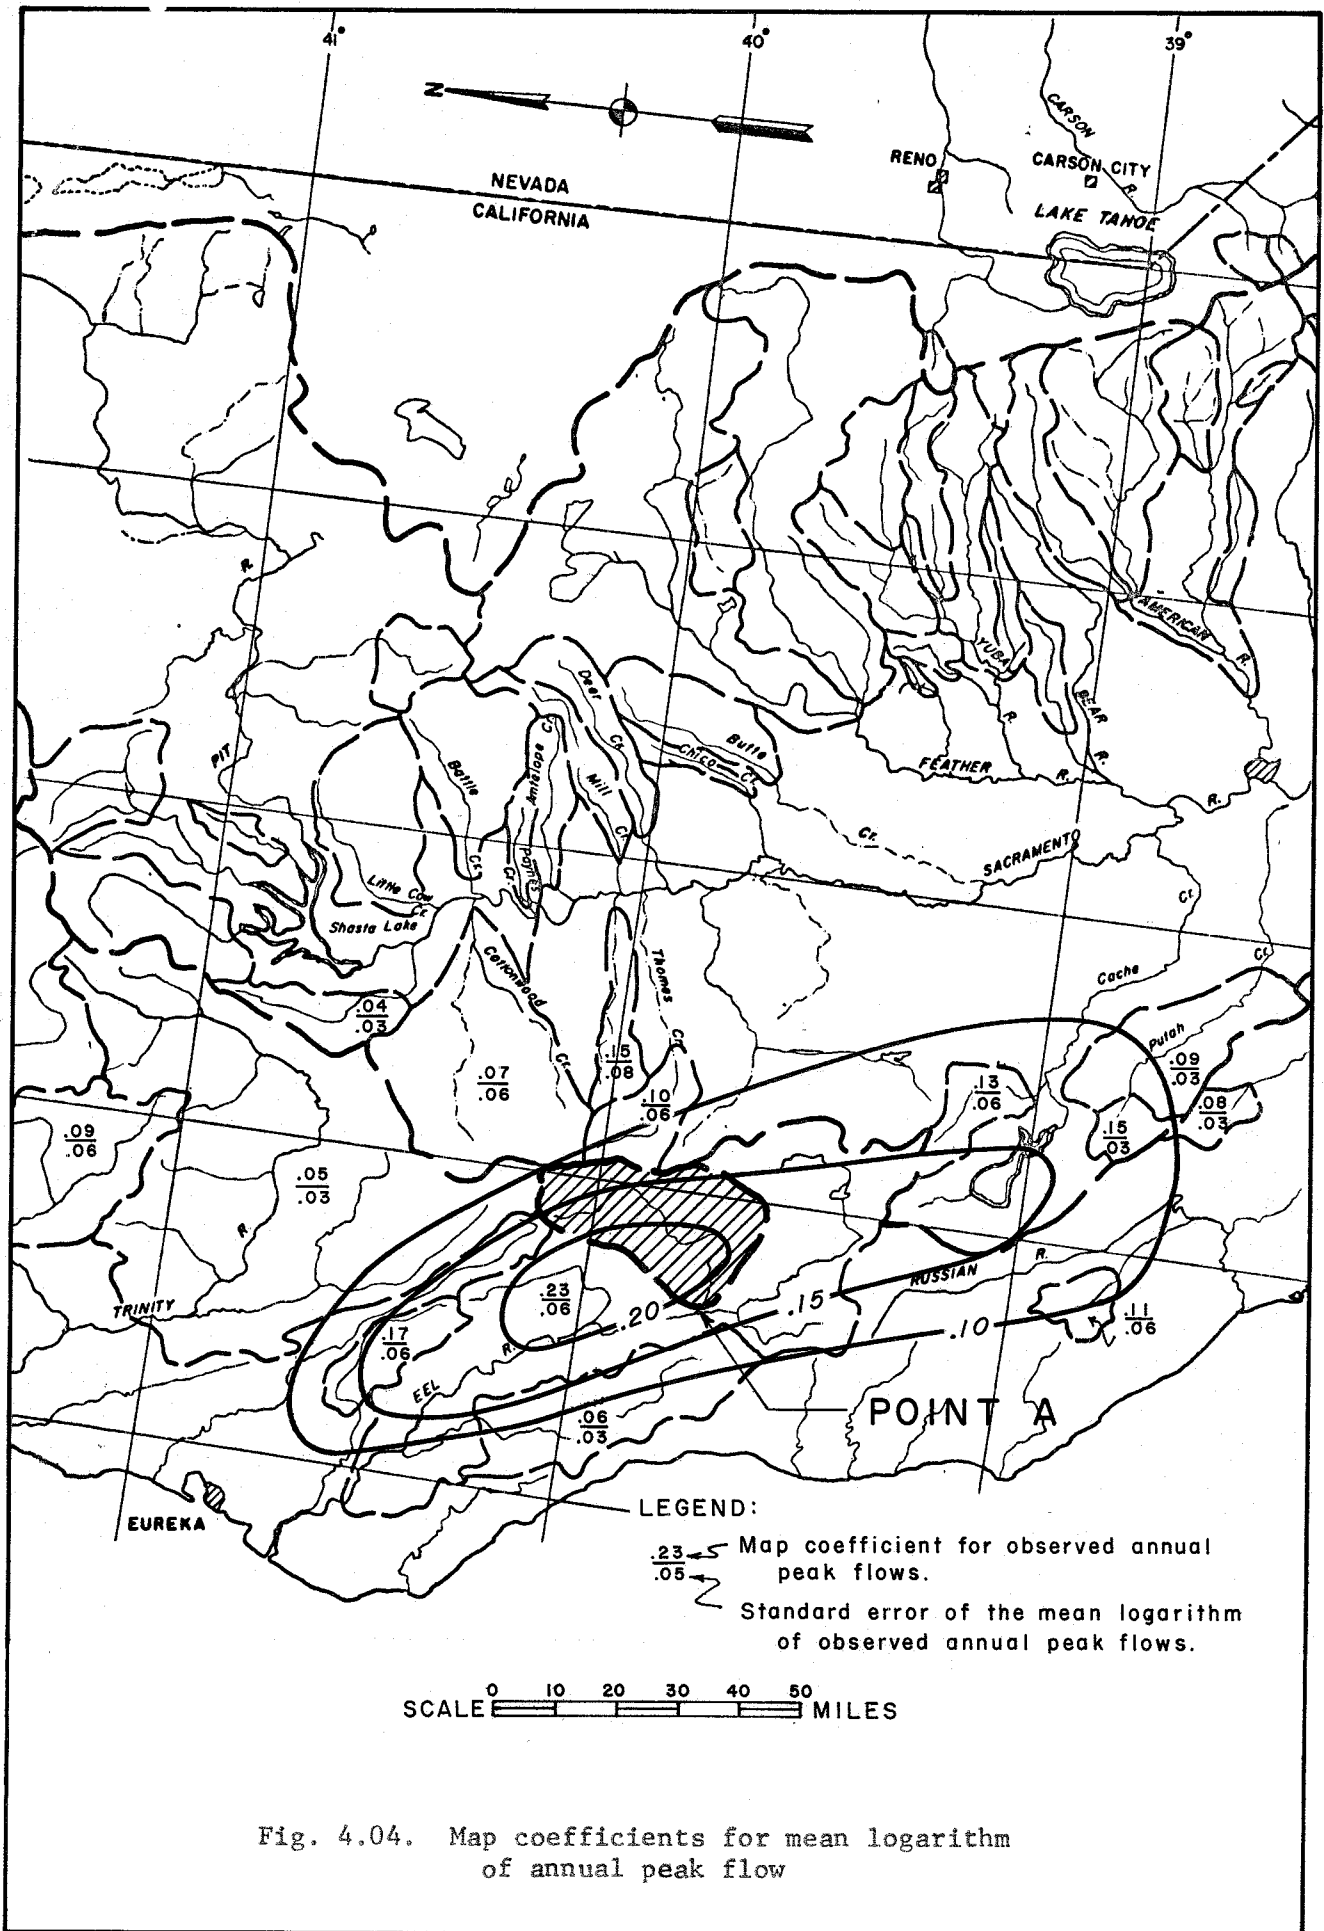 41°
40°
39°
N
CARSON
R.
RENO
CARSON CITY
NEVADA
CALIFORNIA
LAKE TAHOE
R.
AMERICAN
R.
YUBA
R.
BEAR
R.
FEATHER
R.
R.
PIT
Battle
Cr.
Antelope
Cr.
Deer
Cr.
Mill
Cr.
Butte
Chico
Cr.
Paynes
Cr.
Little Cow
Cr.
Shasta Lake
Cr.
SACRAMENTO
Cr.
Cottonwood
Cr.
Thomes
Cr.
Cache
Cr.
Putah
.04
.03
.07
.06
.15
.08
.10
.06
.13
.06
.09
.03
.08
.03
.15
.03
.09
.06
.05
.03
R.
TRINITY
.23
.06
.20
.15
.10
RUSSIAN
R.
.17
.06
R.
EEL
.11
.06
.06
.03
POINT A
EUREKA
LEGEND:
.23
.05
Map coefficient for observed annual
peak flows.
Standard error of the mean logarithm
of observed annual peak flows.
0 10 20 30 40 50
SCALE MILES
Fig. 4.04. Map coefficients for mean logarithm
of annual peak flow